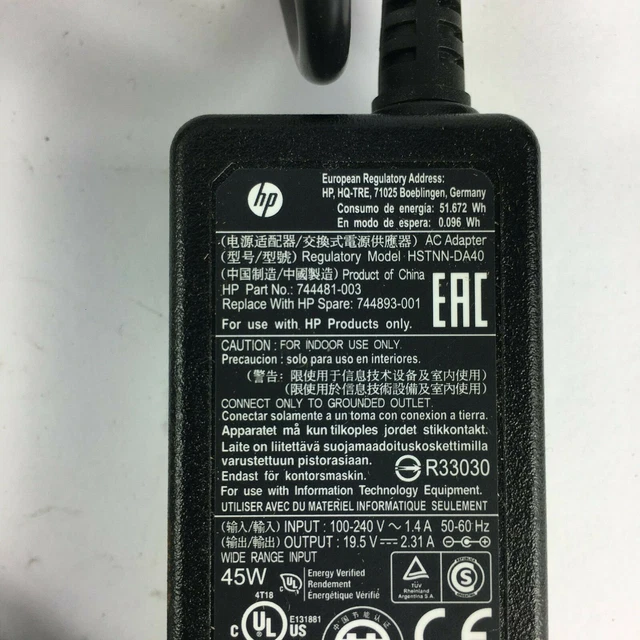 hp
European Regulatory Address:
HP, HQ-TRE, 71025 Boeblingen, Germany
Consumo de energía: 51.672 Wh
En modo de espera: 0.096 Wh
(电源适配器/交換式電源供應器) AC Adapter
(型号/型號) Regulatory Model HSTNN-DA40
(中国制造/中國製造) Product of China
HP Part No.: 744481-003
Replace With HP Spare: 744893-001
For use with HP Products only.
EAC
CAUTION : FOR INDOOR USE ONLY.
Precaucion : solo para uso en interiores.
(警告: 限使用于信息技术设备及室内使用)
(限使用於信息技術設備及室內使用)
CONNECT ONLY TO GROUNDED OUTLET.
Conectar solamente a un toma con conexion a tierra.
Apparatet må kun tilkoples jordet stikkontakt.
Laite on liitettävä suojamaadoituskoskettimilla
varustettuun pistorasiaan.
Endast för kontorsmaskin.
R33030
For use with Information Technology Equipment.
UTILISER AVEC DU MATERIEL INFORMATIQUE SEULEMENT
(输入/輸入) INPUT : 100-240 V ~ 1.4 A 50-60 Hz
(输出/輸出) OUTPUT : 19.5 V 2.31 A
WIDE RANGE INPUT
45W
4T18
UL
Energy Verified
Rendement
Énergétique Vérifié
TÜV
Rheinland
Argentina S.A.
S
c UL US
E131881
CE